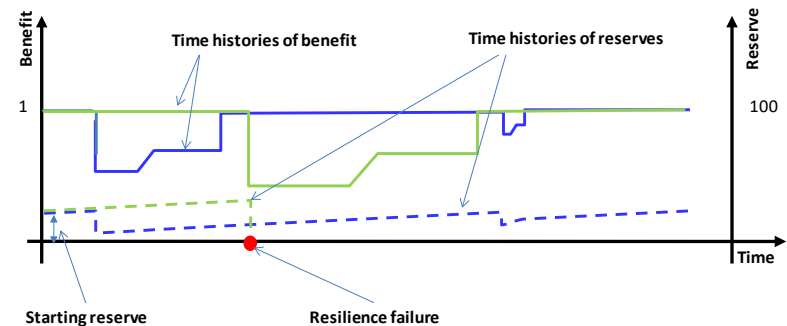 Benefit
Time histories of benefit
Time histories of reserves
Reserve
1
100
Time
Starting reserve
Resilience failure